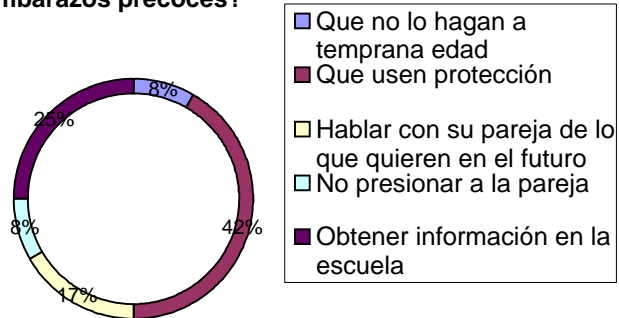 mbarazos precoces?
Que no lo hagan a
temprana edad
Que usen protección
Hablar con su pareja de lo
que quieren en el futuro
No presionar a la pareja
Obtener información en la
escuela
8%
25%
8%
42%
17%